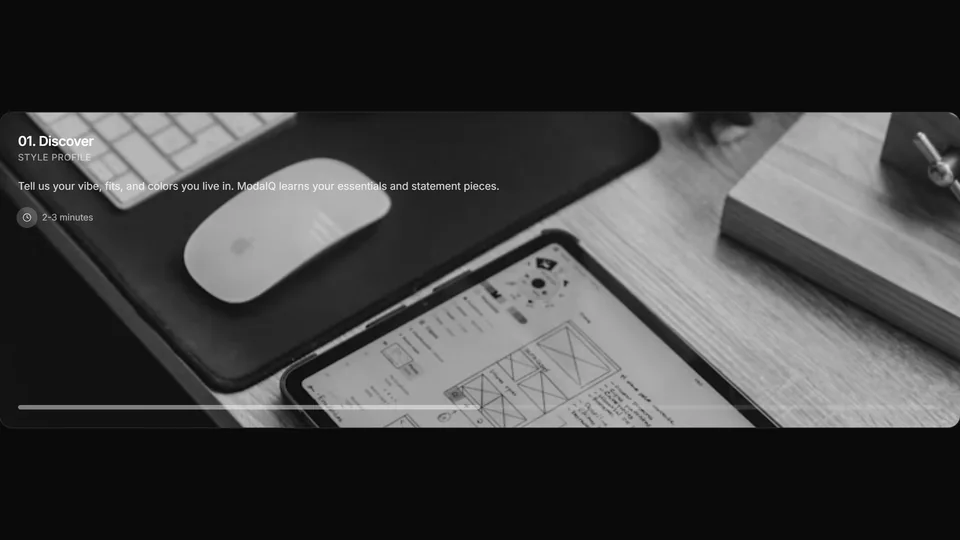 01. Discover
STYLE PROFILE
Tell us your vibe, fits, and colors you live in. ModaIQ learns your essentials and statement pieces.
2-3 minutes